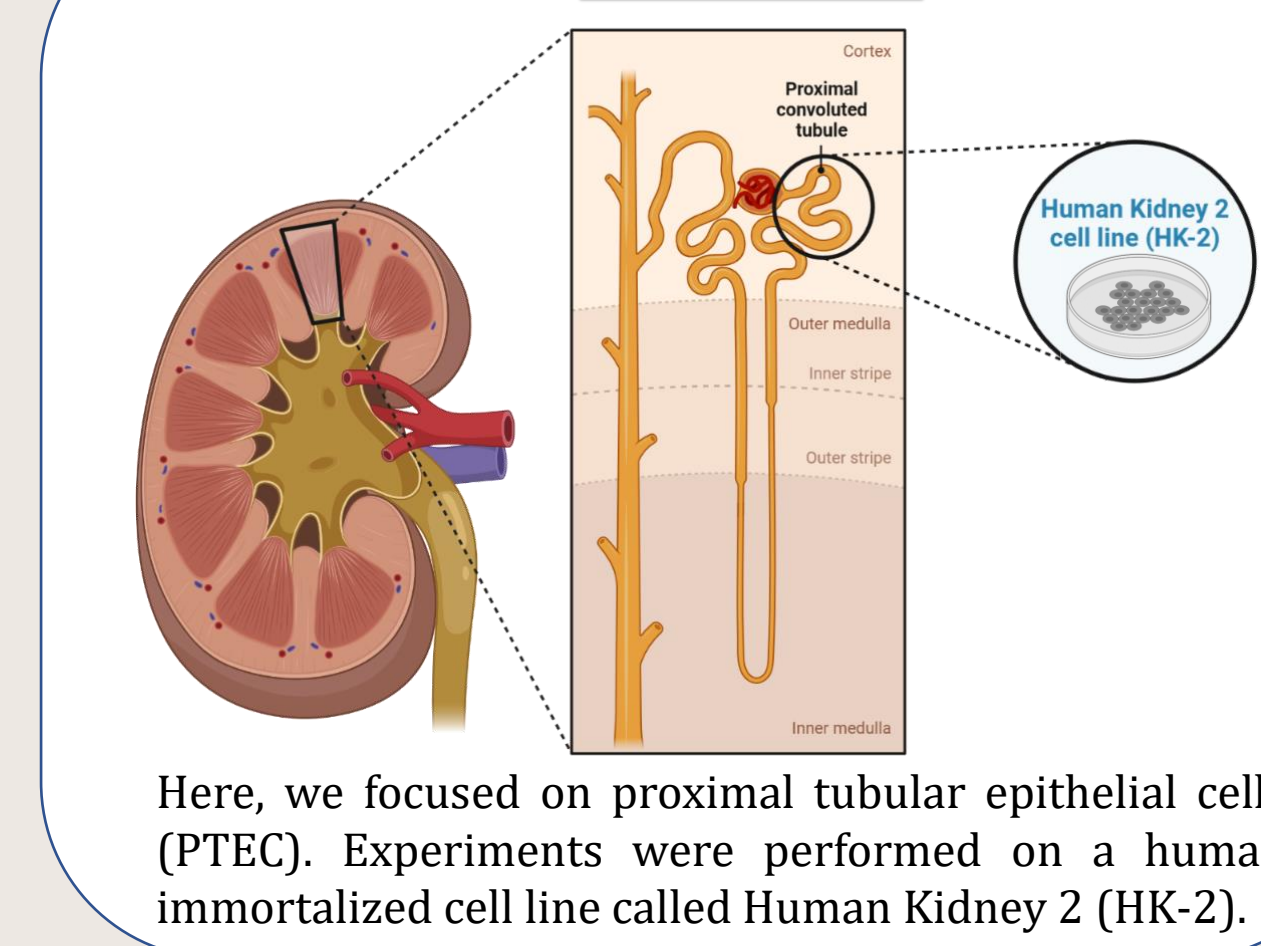 Cortex
Proximal
convoluted
tubule
Human Kidney 2
cell line (HK-2)
Outer medulla
Inner stripe
Outer stripe
Inner medulla
Here, we focused on proximal tubular epithelial cell
(PTEC). Experiments were performed on a huma
immortalized cell line called Human Kidney 2 (HK-2).